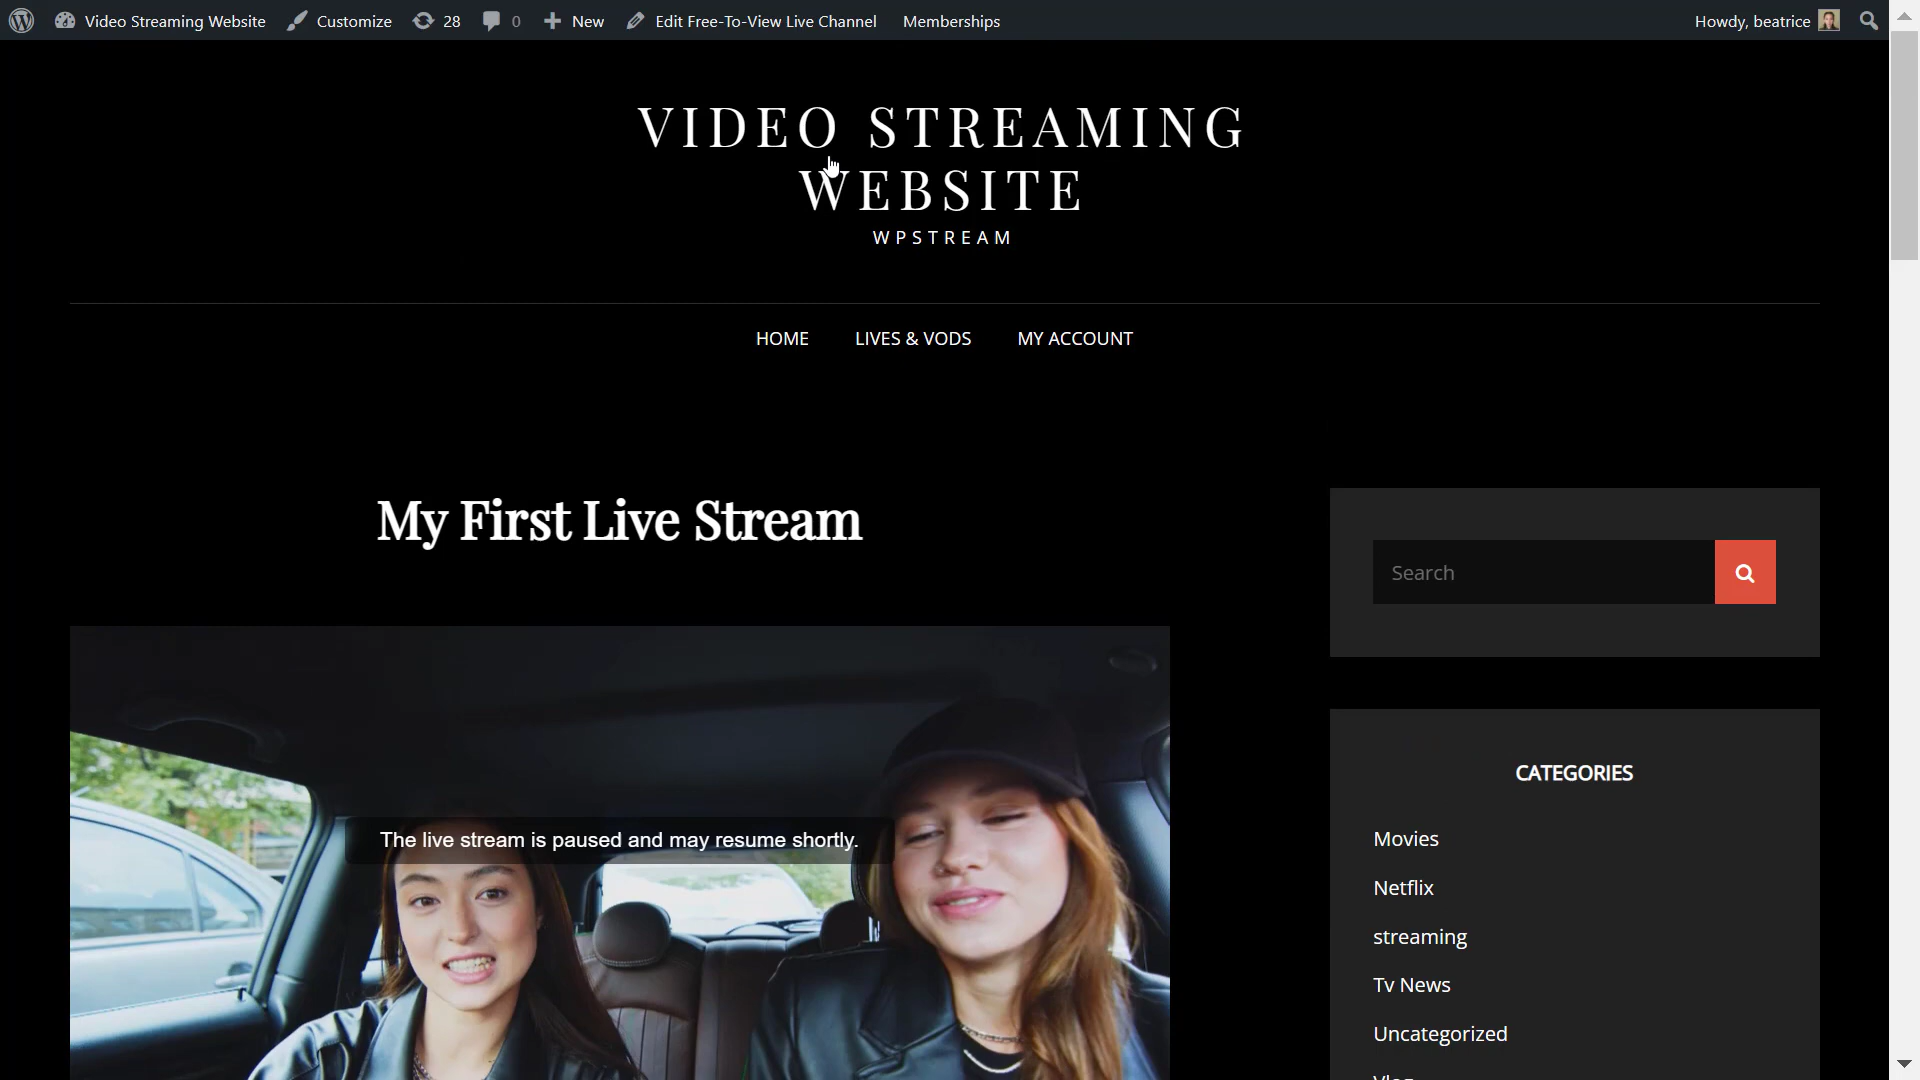 Video Streaming Website Customize 28 0 New Edit Free-To-View Live Channel Memberships Howdy, beatrice
VIDEO STREAMING
WEBSITE
WPSTREAM
HOME LIVES & VODS MY ACCOUNT
My First Live Stream
Search
The live stream is paused and may resume shortly.
CATEGORIES
Movies
Netflix
streaming
Tv News
Uncategorized